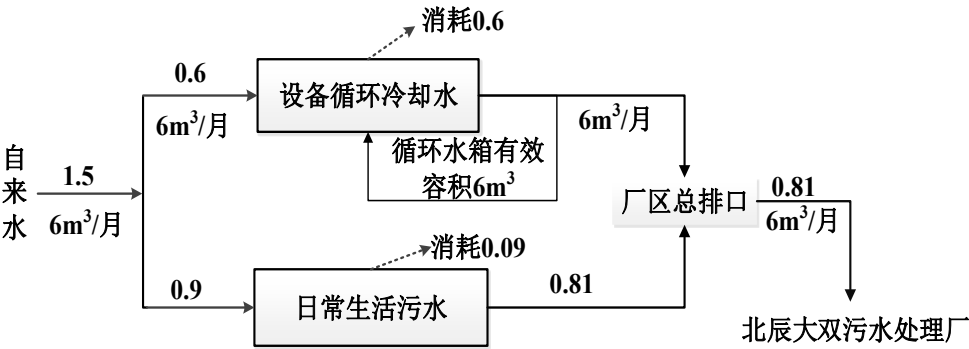 消耗0.6
0.6
设备循环冷却水
6m³/月
6m³/月
循环水箱有效
容积6m³
自来水
1.5
6m³/月
厂区总排口
0.81
6m³/月
消耗0.09
0.9
日常生活污水
0.81
北辰大双污水处理厂